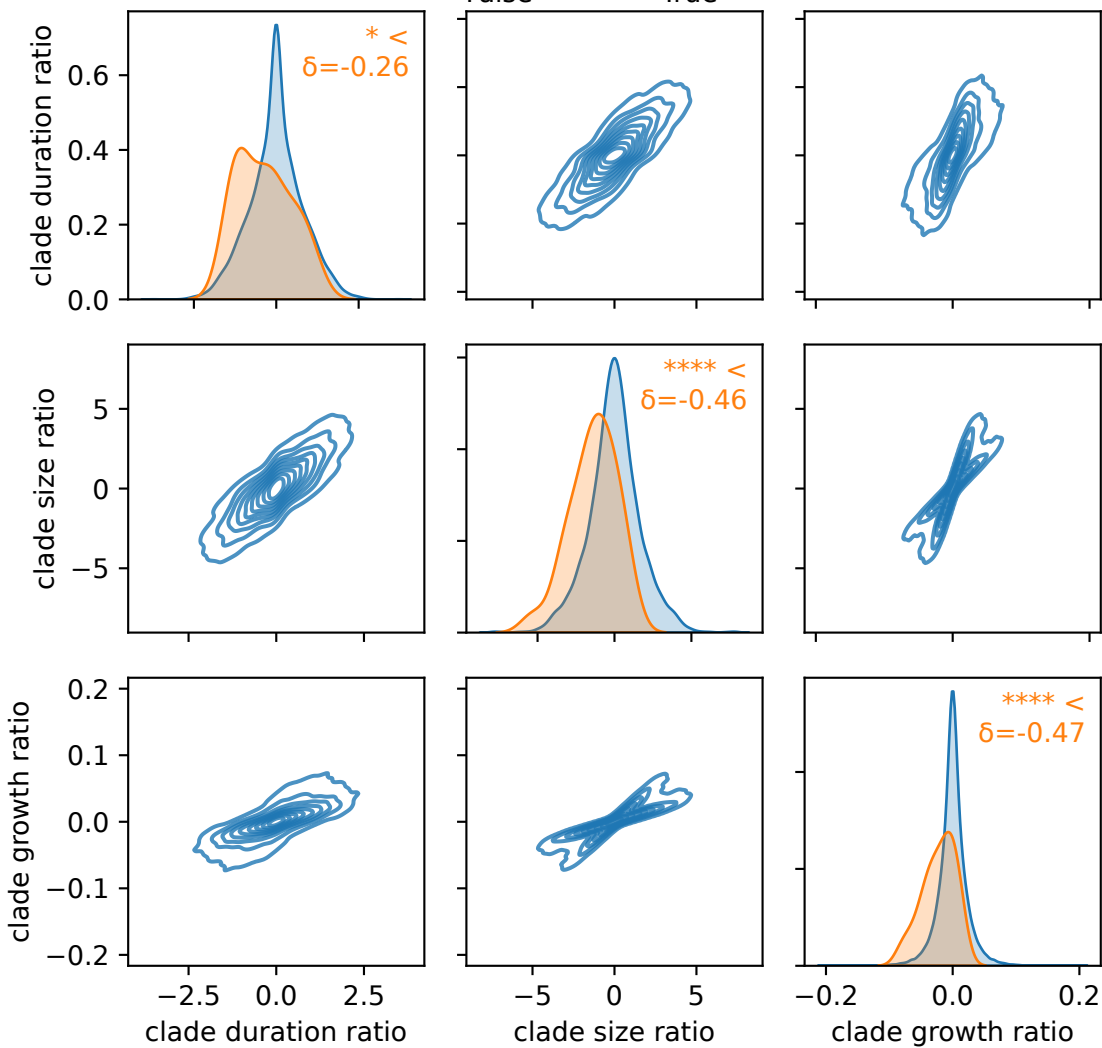 False True
clade duration ratio
0.6
0.4
0.2
0.0
* <
δ=-0.26
clade size ratio
5
0
−5
**** <
δ=-0.46
clade growth ratio
0.2
0.1
0.0
−0.1
−0.2
**** <
δ=-0.47
−2.5 0.0 2.5
−5 0 5
−0.2 0.0 0.2
clade duration ratio
clade size ratio
clade growth ratio